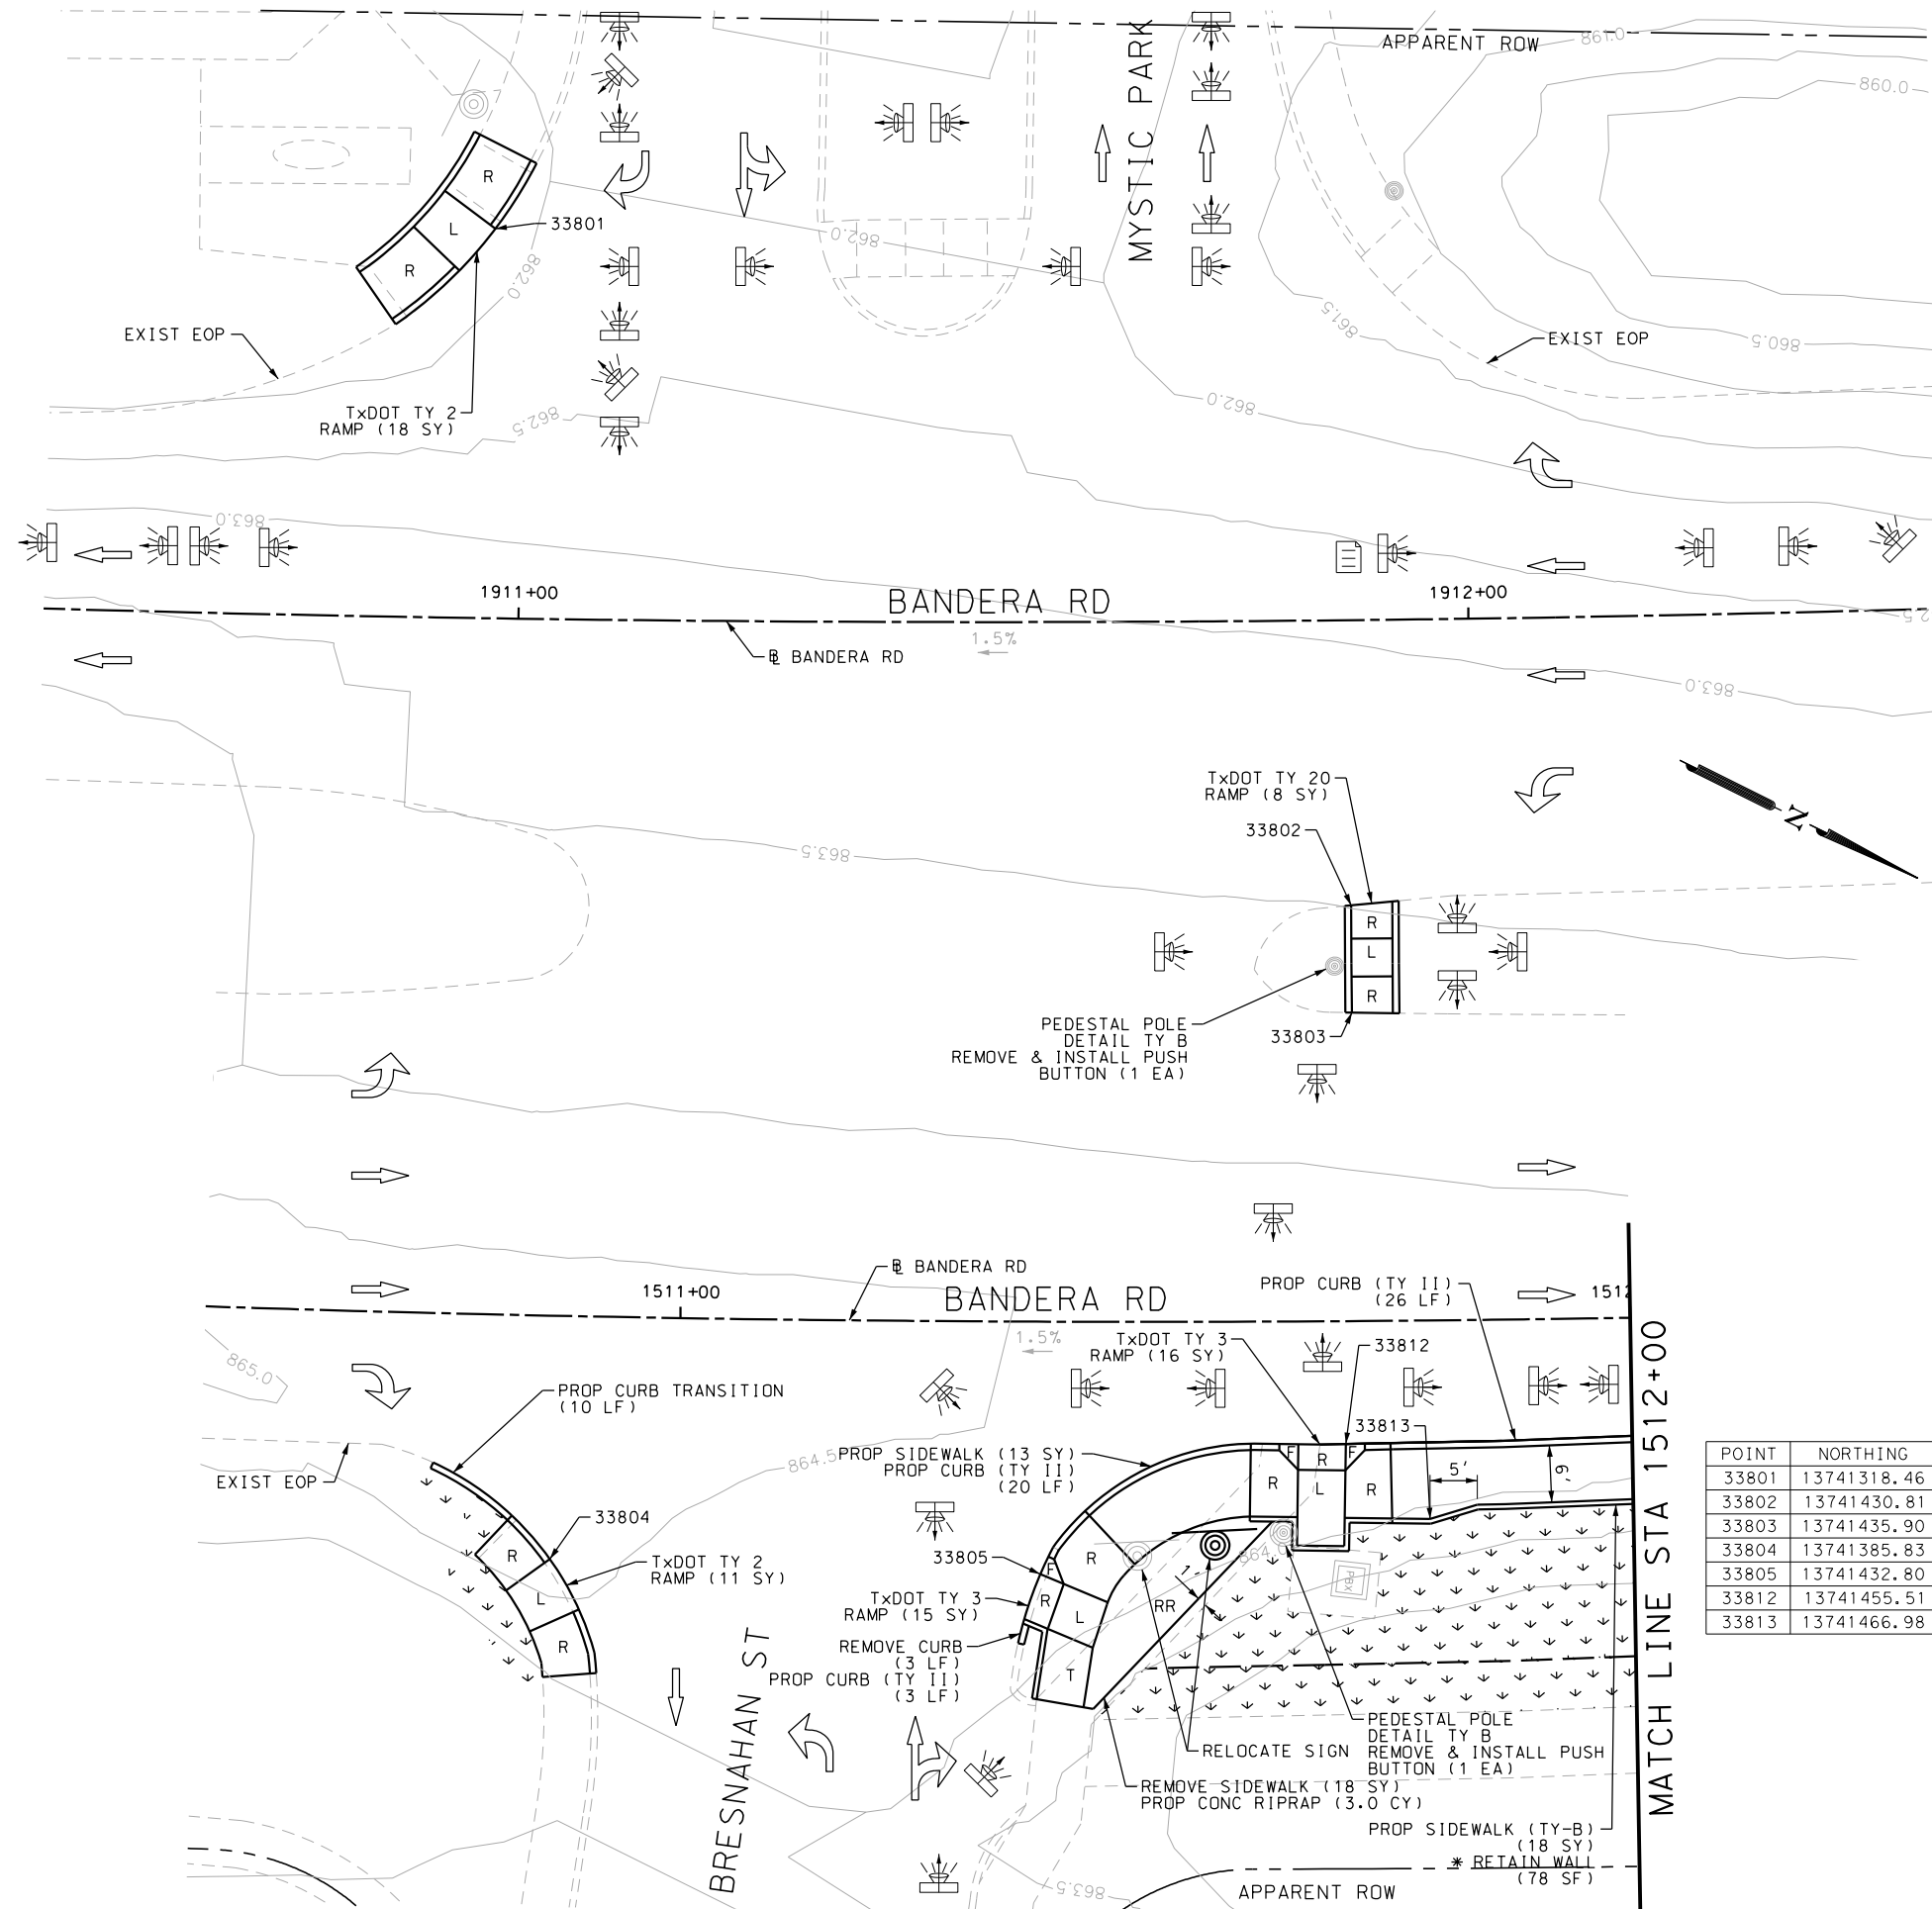 APPARENT ROW
861.0
860.0
MYSTIC PARK
R
L
R
33801
862.0
862.0
EXIST EOP
861.5
EXIST EOP
860.5
TxDOT TY 2
RAMP (18 SY)
862.5
862.0
863.0
1911+00
BANDERA RD
1912+00
1.5%
℄ BANDERA RD
863.0
TxDOT TY 20
RAMP (8 SY)
33802
N
863.5
R
L
R
PEDESTAL POLE
DETAIL TY B
REMOVE & INSTALL PUSH
BUTTON (1 EA)
33803
℄ BANDERA RD
1511+00
BANDERA RD
PROP CURB (TY II)
(26 LF)
1512
1.5%
TxDOT TY 3
RAMP (16 SY)
33812
865.0
PROP CURB TRANSITION
(10 LF)
33813
MATCH LINE STA 1512+00
EXIST EOP
864.5
PROP SIDEWALK (13 SY)
PROP CURB (TY II)
(20 LF)
F
R
F
R
L
R
5'
6'
POINT NORTHING
33801 13741318.46
33802 13741430.81
33803 13741435.90
33804 13741385.83
33805 13741432.80
33812 13741455.51
33813 13741466.98
33804
R
TxDOT TY 2
RAMP (11 SY)
L
R
33805
864.0
PBX
F
R
R
L
RR
1'
T
TxDOT TY 3
RAMP (15 SY)
REMOVE CURB
(3 LF)
PROP CURB (TY II)
(3 LF)
BRESNAHAN ST
RELOCATE SIGN
PEDESTAL POLE
DETAIL TY B
REMOVE & INSTALL PUSH
BUTTON (1 EA)
REMOVE SIDEWALK (18 SY)
PROP CONC RIPRAP (3.0 CY)
PROP SIDEWALK (TY-B)
(18 SY)
* RETAIN WALL
(78 SF)
863.5
APPARENT ROW